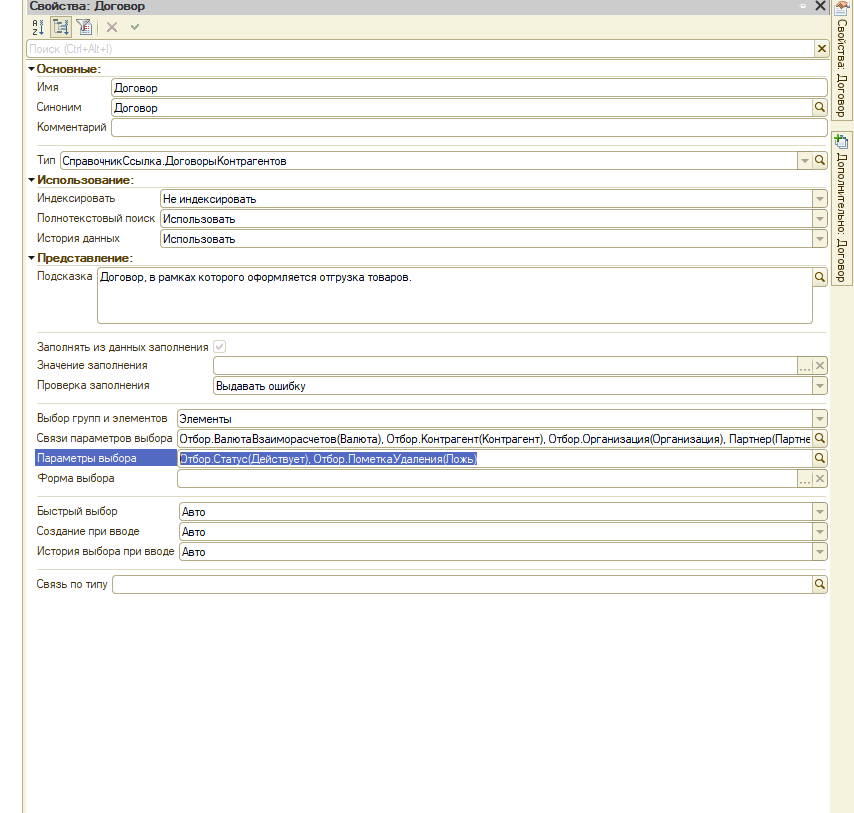 Свойства: Договор
Поиск (Ctrl+Alt+I)
Основные:
Имя Договор
Синоним Договор
Комментарий
Тип СправочникСсылка.ДоговорыКонтрагентов
Использование:
Индексировать Не индексировать
Полнотекстовый поиск Использовать
История данных Использовать
Представление:
Подсказка Договор, в рамках которого оформляется отгрузка товаров.
Заполнять из данных заполнения
Значение заполнения ...
Проверка заполнения Выдавать ошибку
Выбор групп и элементов Элементы
Связи параметров выбора Отбор.ВалютаВзаиморасчетов(Валюта), Отбор.Контрагент(Контрагент), Отбор.Организация(Организация), Партнер(Партне
Параметры выбора Отбор.Статус(Действует), Отбор.ПометкаУдаления(Ложь)
Форма выбора ...
Быстрый выбор Авто
Создание при вводе Авто
История выбора при вводе Авто
Связь по типу
Свойства: Договор
Дополнительно: Договор